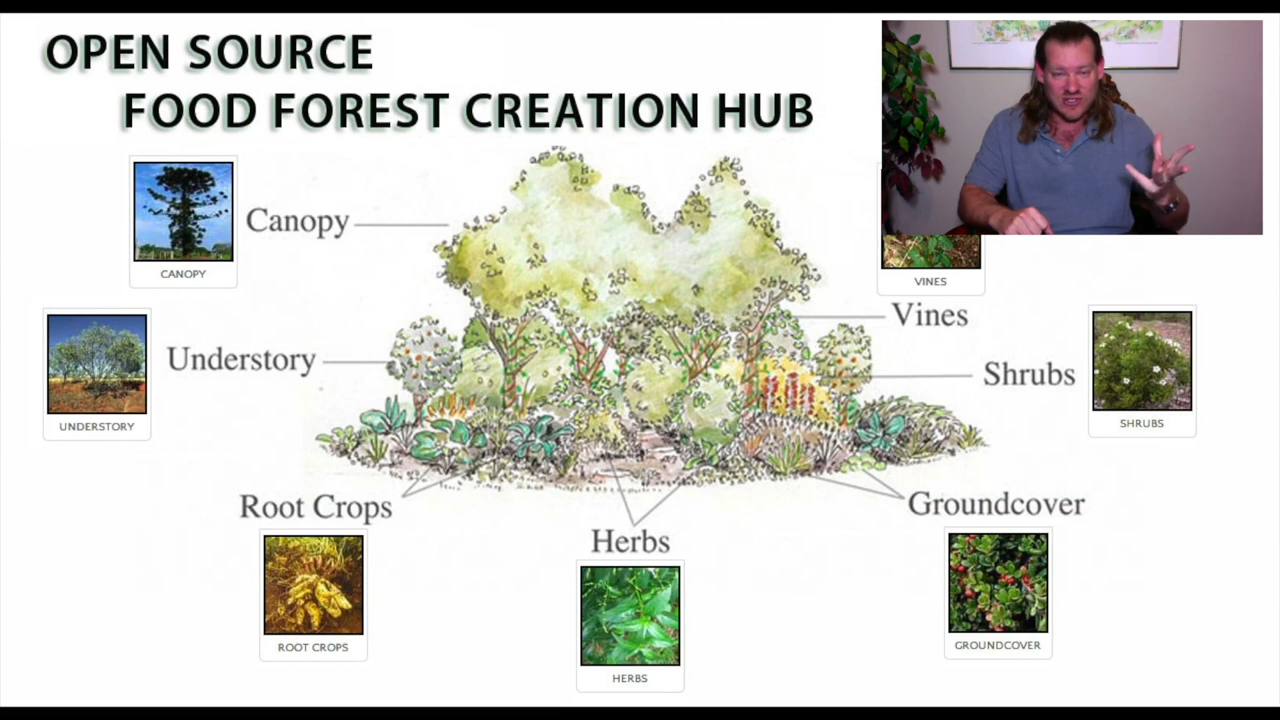 OPEN SOURCE
FOOD FOREST CREATION HUB
Canopy
CANOPY
VINES
Vines
Understory
UNDERSTORY
Shrubs
SHRUBS
Root Crops
ROOT CROPS
Herbs
HERBS
Groundcover
GROUNDCOVER